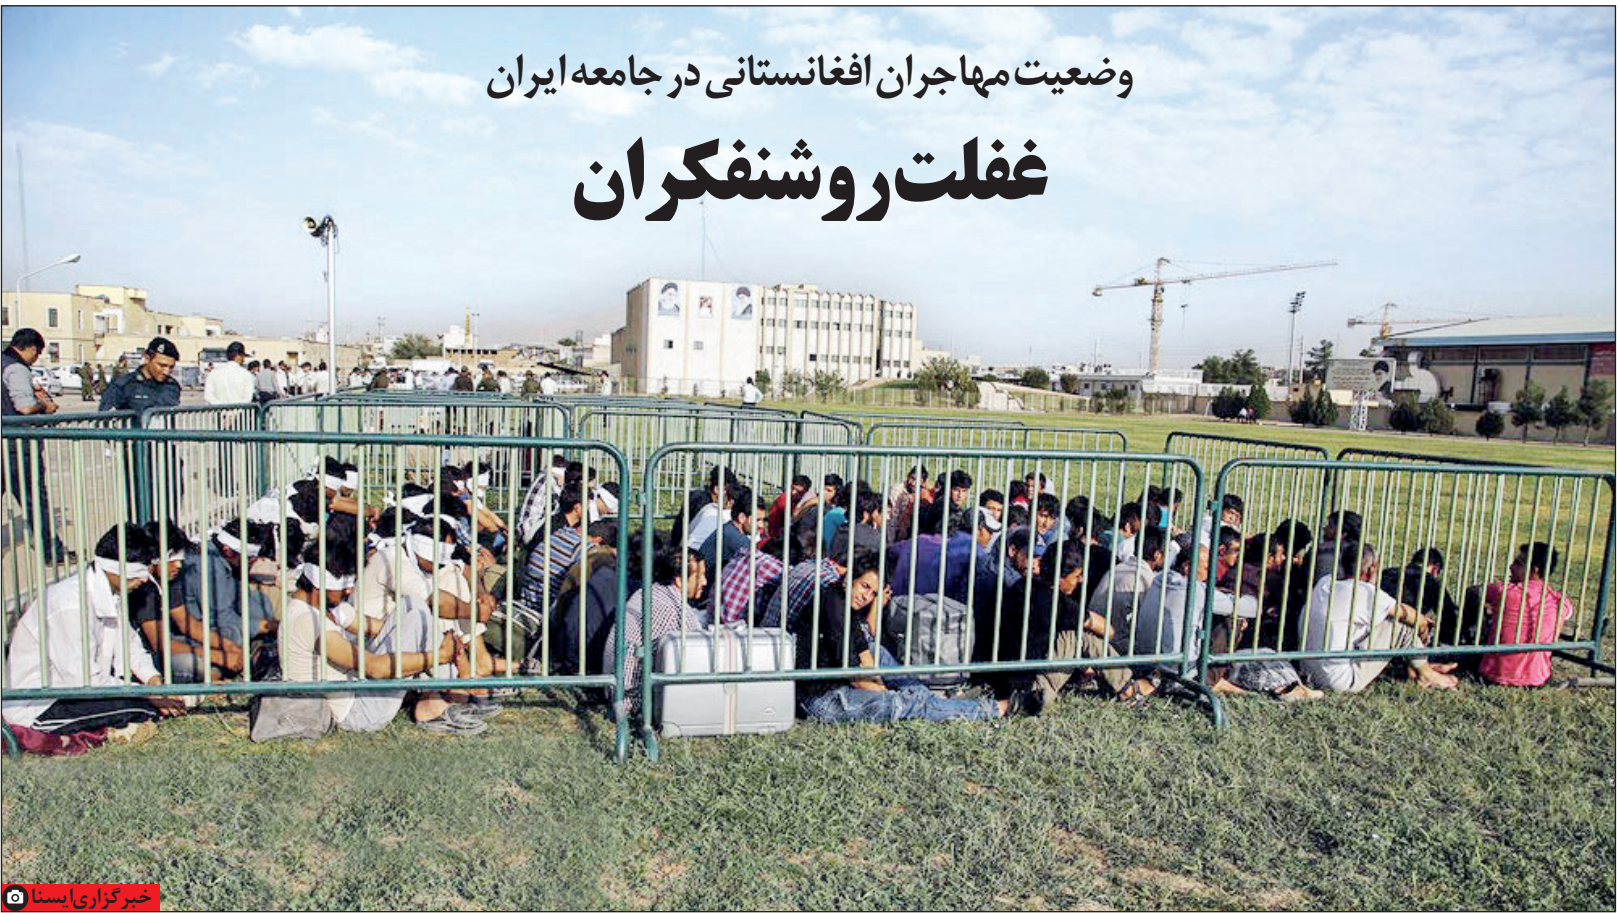 وضعیت مهاجران افغانستانی در جامعه ایران
غفلت روشنفکران
خبرگزاری ایسنا